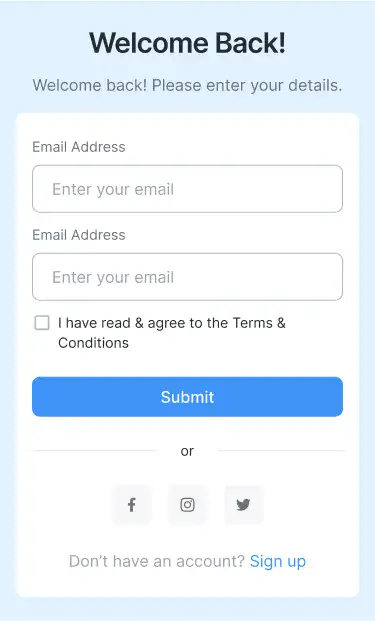 Welcome Back!
Welcome back! Please enter your details.
Email Address
Enter your email
Email Address
Enter your email
I have read & agree to the Terms &
Conditions
Submit
or
Don’t have an account? Sign up